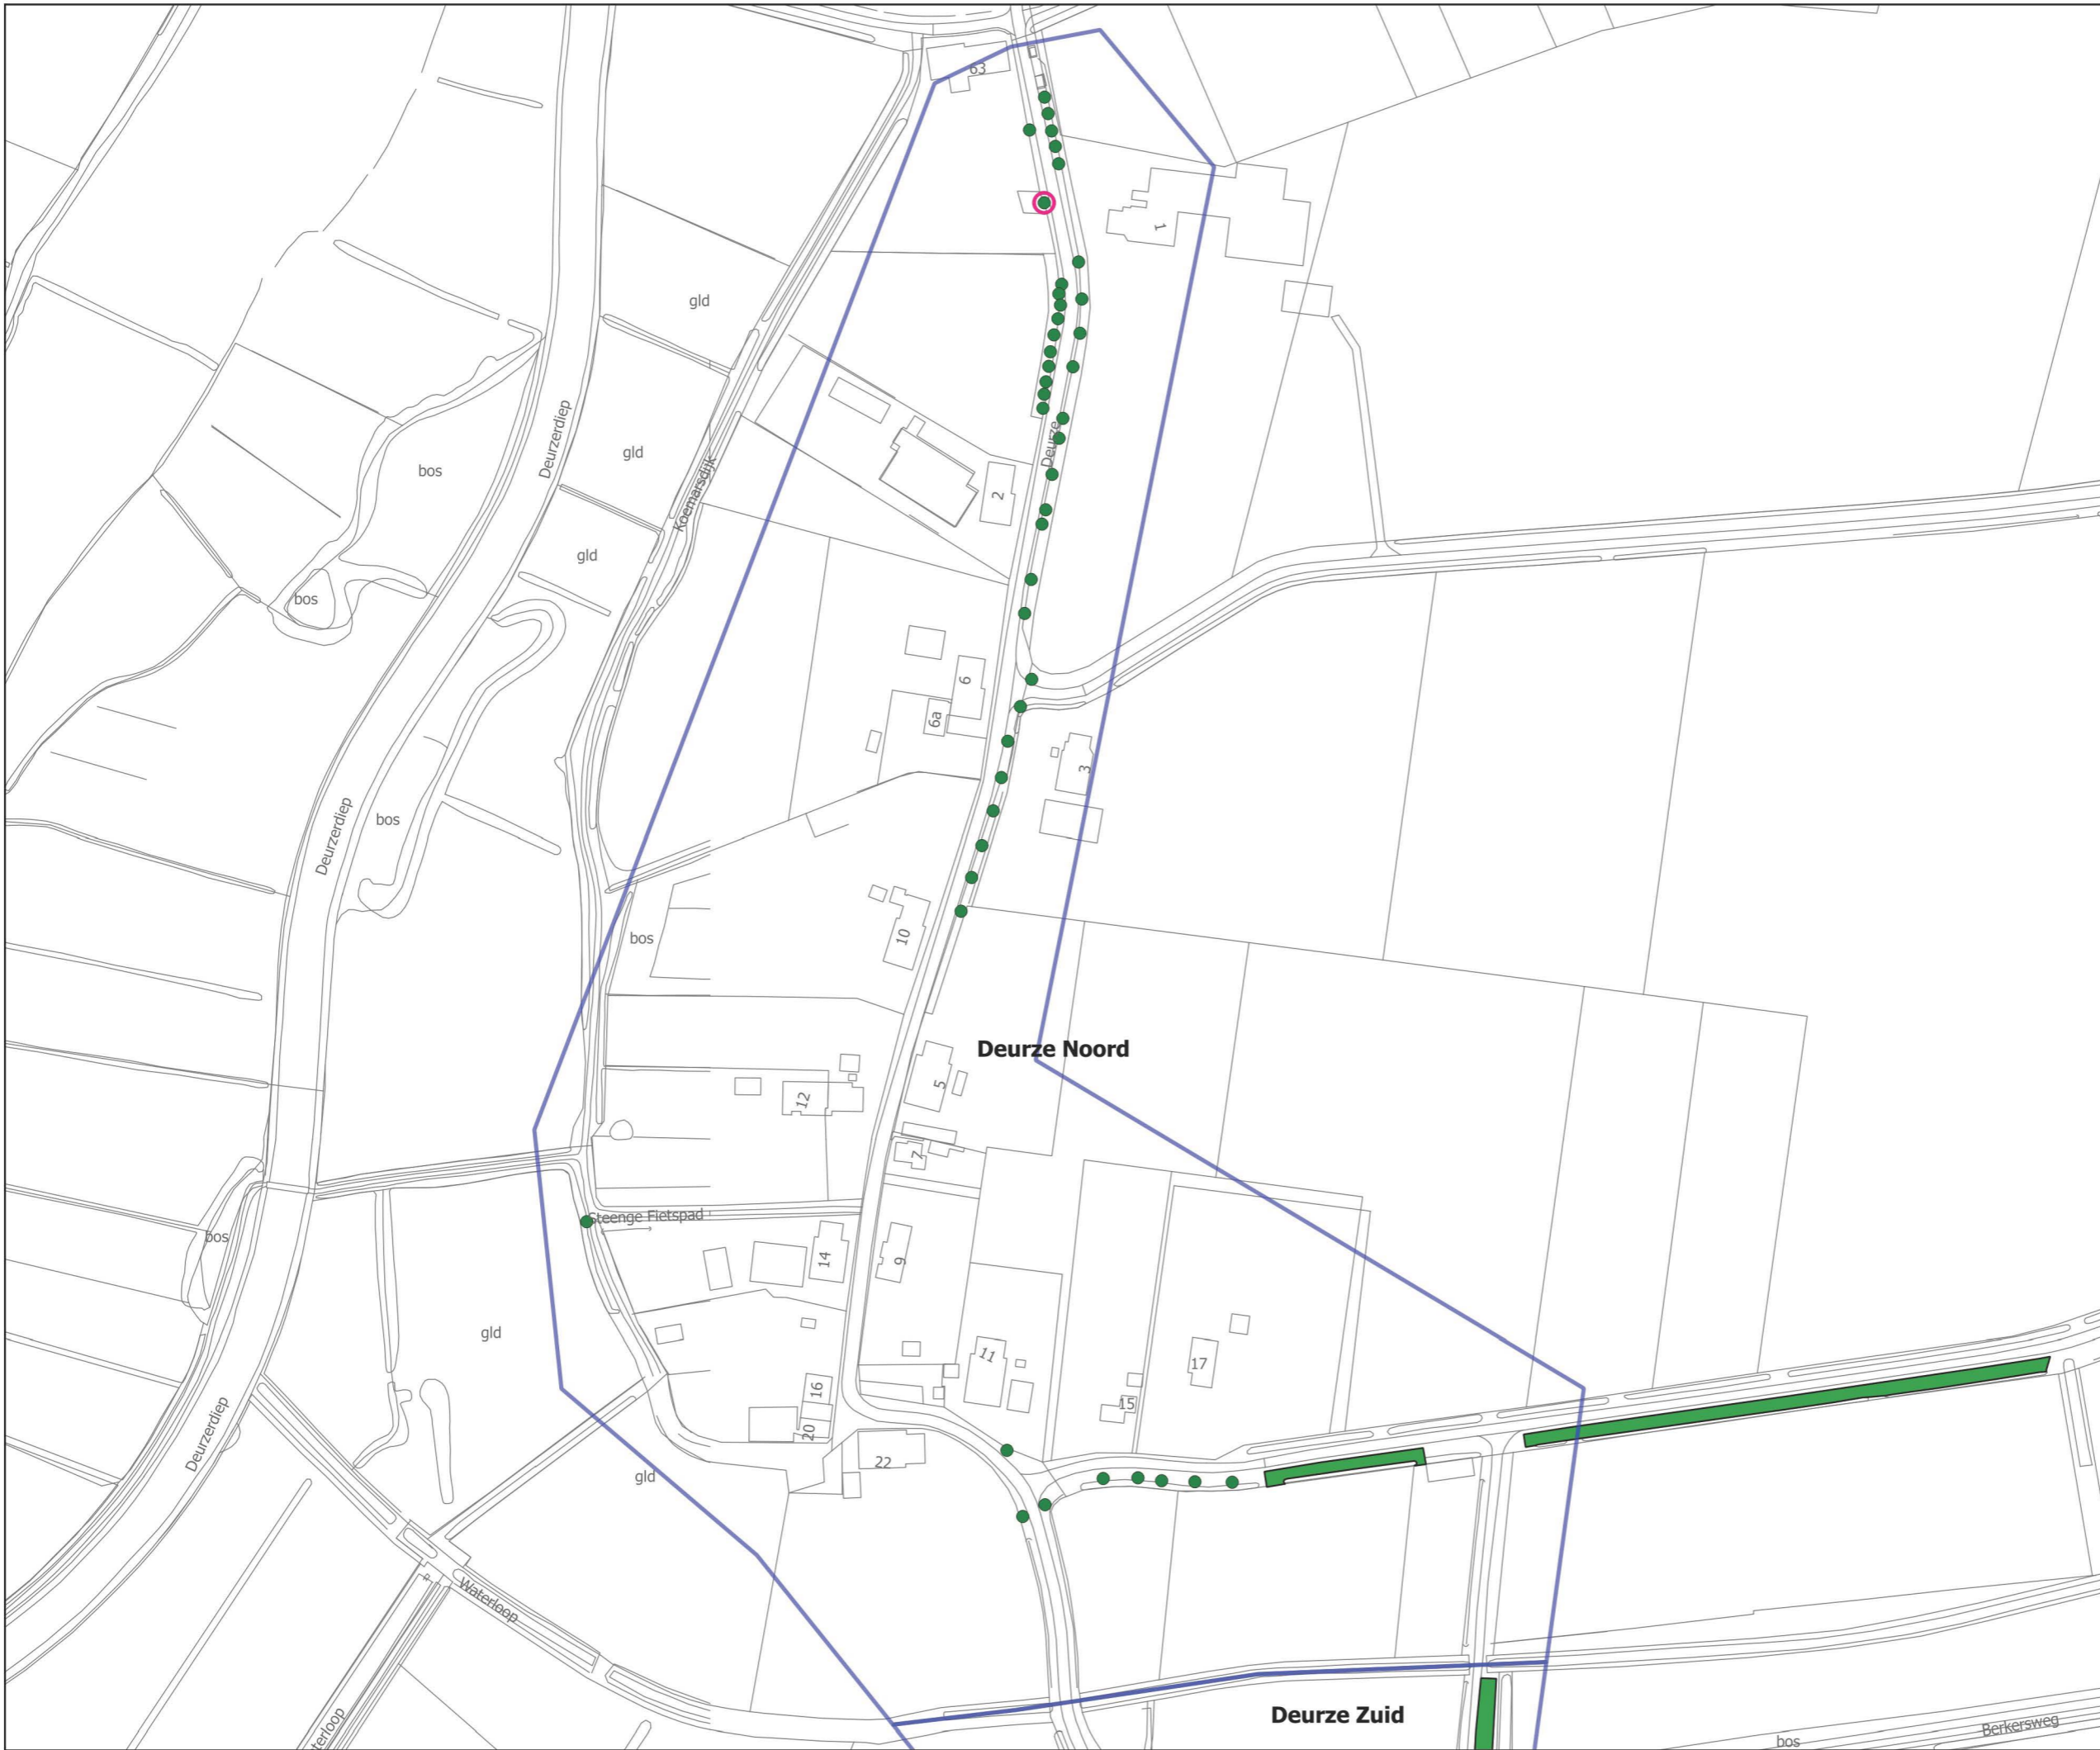 63
1
gld
Deurzerdiep
gld
Deurze
bos
Koemarsdijk
2
gld
bos
6
6a
3
bos
Deurzerdiep
10
bos
Deurze Noord
5
12
7
Steenge Fietspad
bos
14
9
gld
11
17
16
15
20
Deurzerdiep
22
gld
Waterloop
terloop
Deurze Zuid
Berkersweg
bos